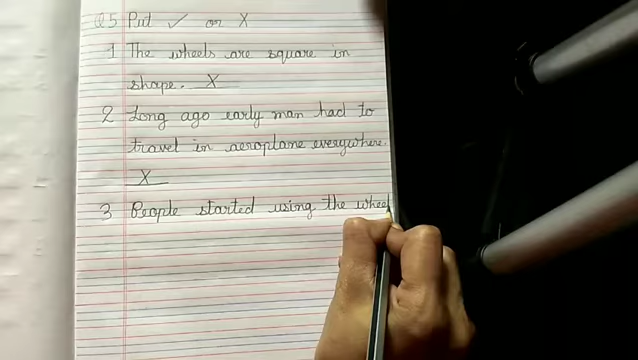 Q5 Put ✓ or X
1 The wheels are square in
shape. X
2 Long ago early man had to
travel in aeroplane everywhere.
X
3 People started using the wheel